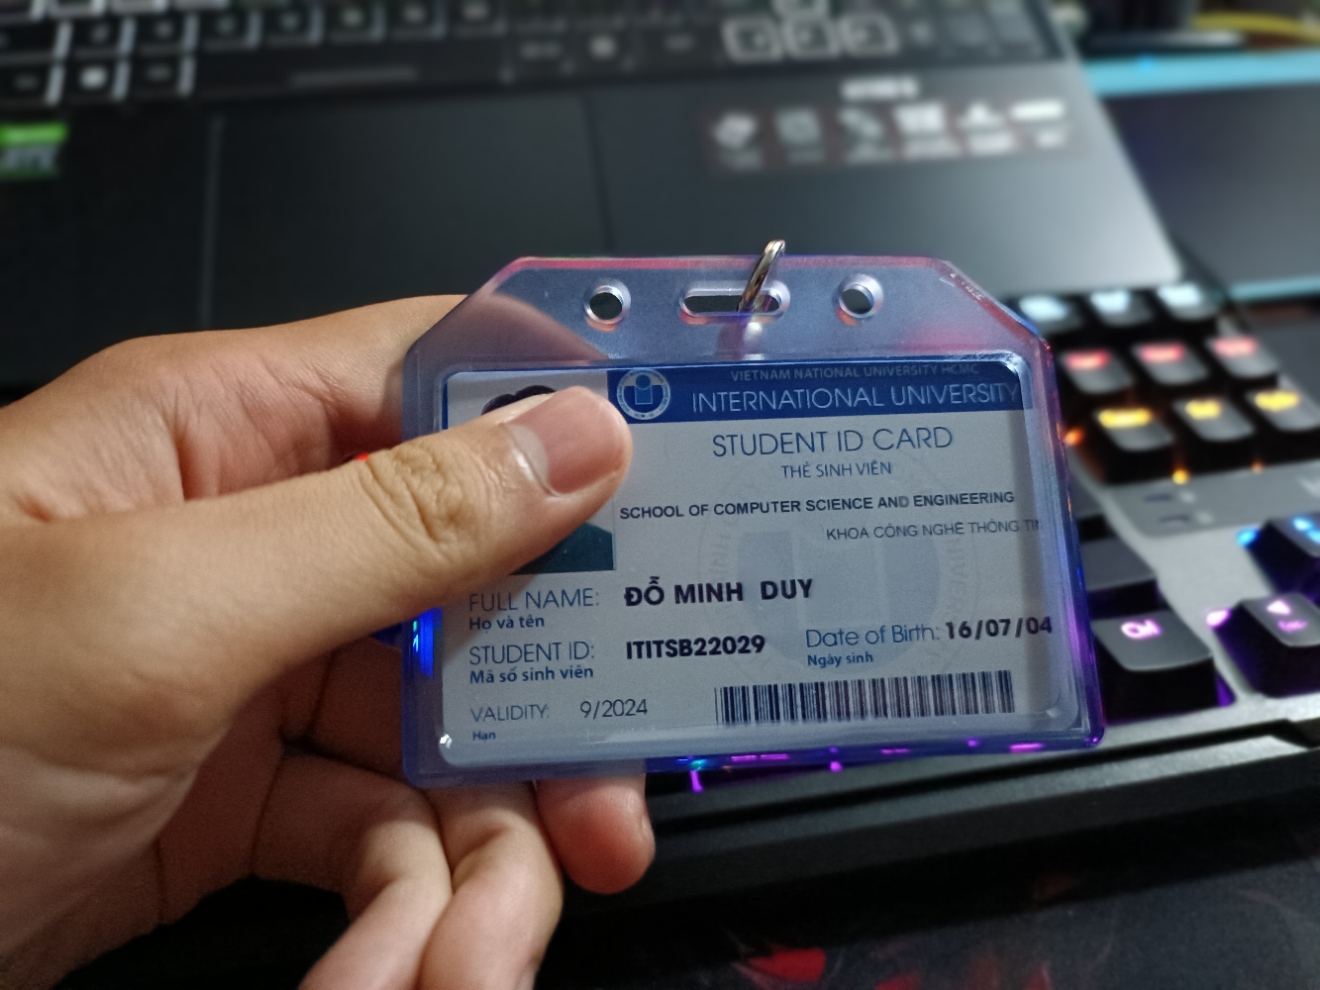 VIETNAM NATIONAL UNIVERSITY HCMC
INTERNATIONAL UNIVERSITY
STUDENT ID CARD
THẺ SINH VIÊN
SCHOOL OF COMPUTER SCIENCE AND ENGINEERING
KHOA CÔNG NGHỆ THÔNG TIN
FULL NAME: ĐỖ MINH DUY
Họ và tên
STUDENT ID: ITITSB22029 Date of Birth: 16/07/04
Mã số sinh viên Ngày sinh
VALIDITY: 9/2024
Hạn